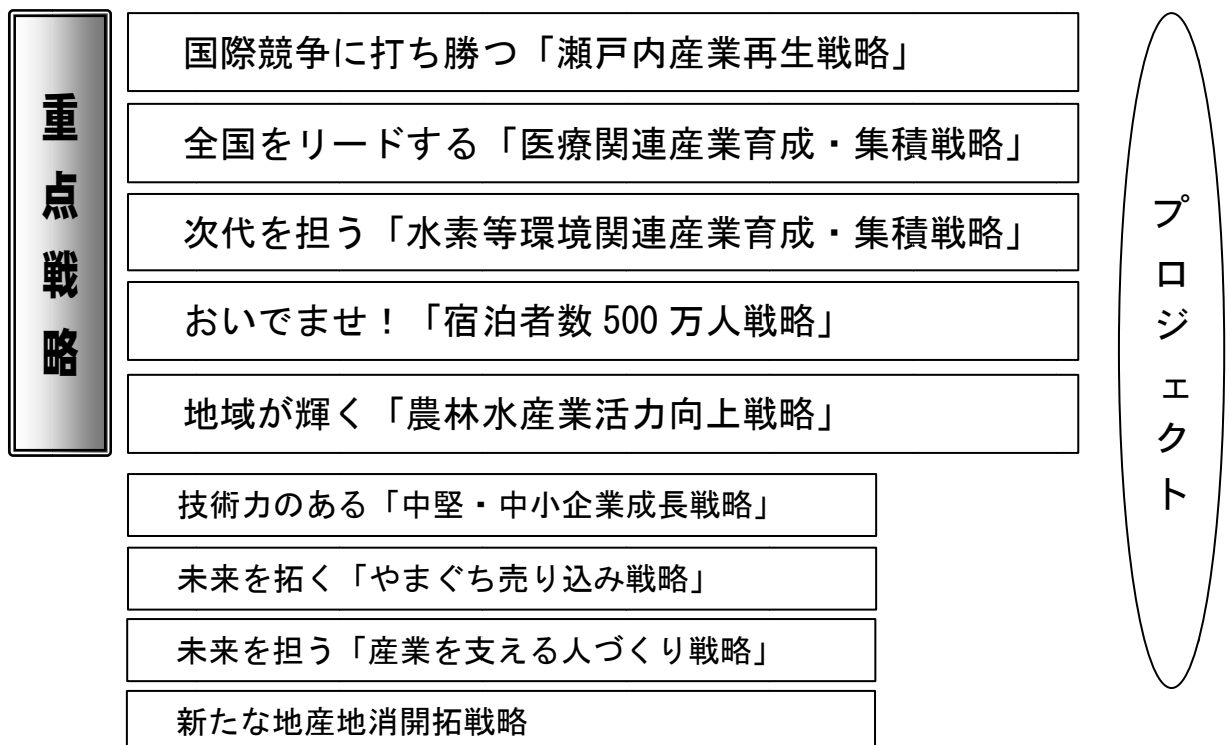 重点戦略
国際競争に打ち勝つ「瀬戸内産業再生戦略」
全国をリードする「医療関連産業育成・集積戦略」
次代を担う「水素等環境関連産業育成・集積戦略」
おいでませ！「宿泊者数 500 万人戦略」
地域が輝く「農林水産業活力向上戦略」
技術力のある「中堅・中小企業成長戦略」
未来を拓く「やまぐち売り込み戦略」
未来を担う「産業を支える人づくり戦略」
新たな地産地消開拓戦略
プロジェクト